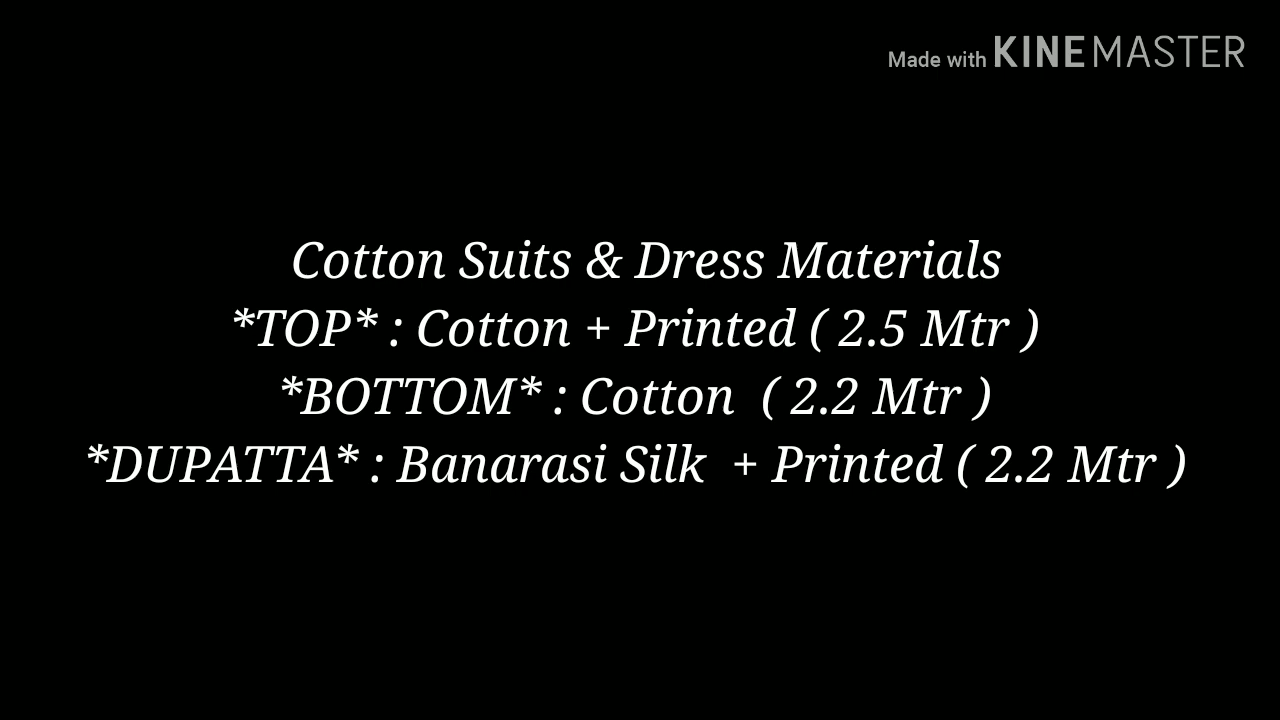 Made with KINEMASTER
Cotton Suits & Dress Materials
*TOP* : Cotton + Printed ( 2.5 Mtr )
*BOTTOM* : Cotton  ( 2.2 Mtr )
*DUPATTA* : Banarasi Silk  + Printed ( 2.2 Mtr )